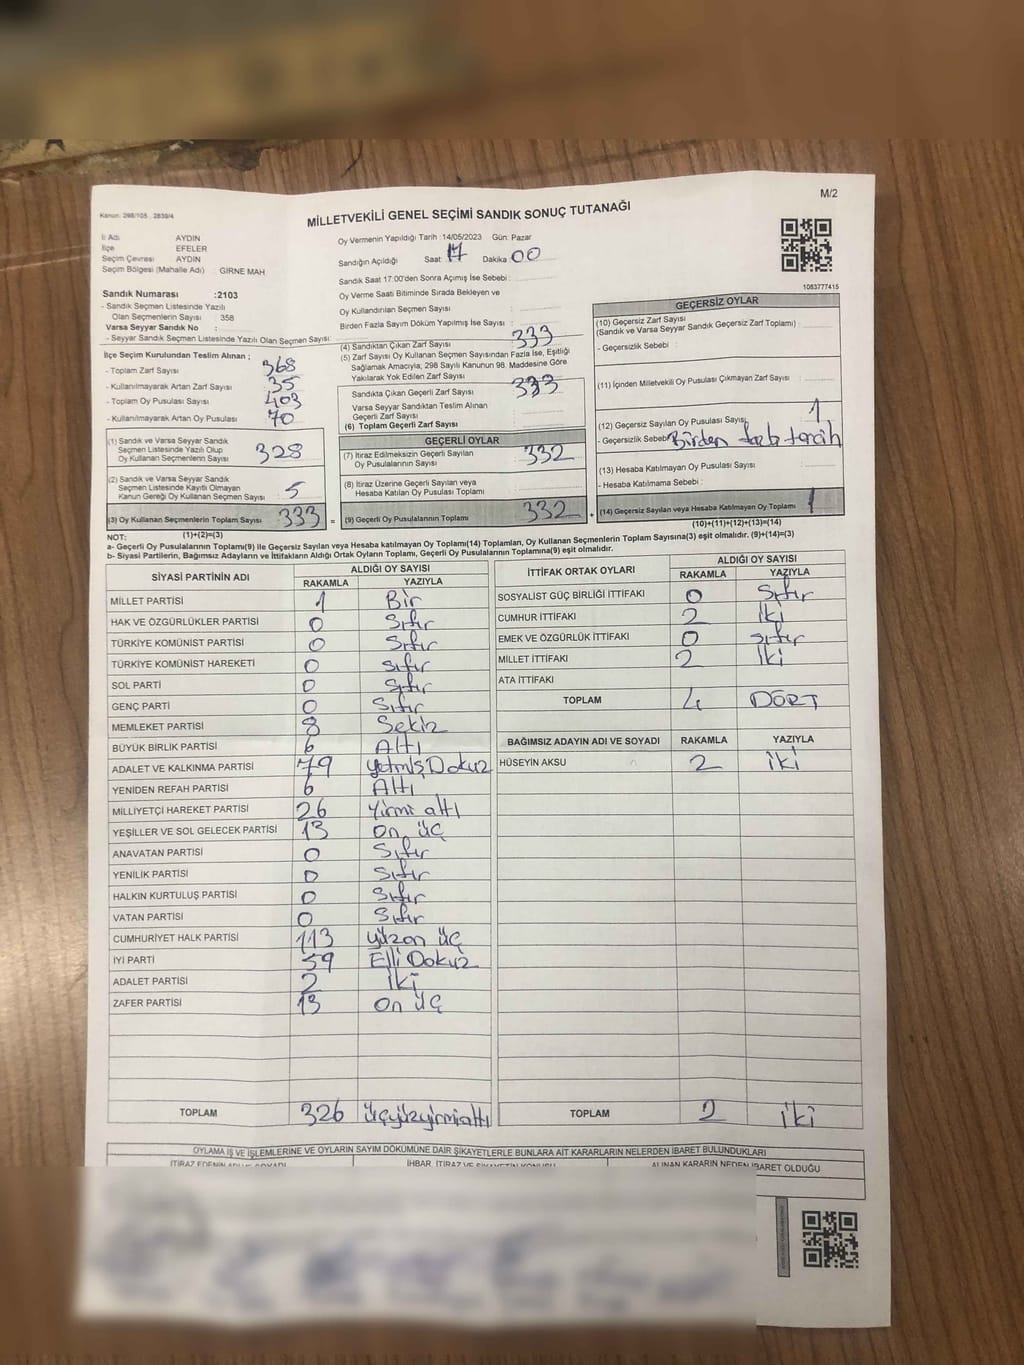 M/2
Kanun: 298/105 , 2839/4
MİLLETVEKİLİ GENEL SEÇİMİ SANDIK SONUÇ TUTANAĞI
İl Adı AYDIN
İlçe EFELER
Seçim Çevresi AYDIN
Seçim Bölgesi (Mahalle Adı) : GİRNE MAH
Sandık Numarası :2103
- Sandık Seçmen Listesinde Yazılı
Olan Seçmenlerin Sayısı : 358
Varsa Seyyar Sandık No :
- Seyyar Sandık Seçmen Listesinde Yazılı Olan Seçmen Sayısı:
Oy Vermenin Yapıldığı Tarih :14/05/2023 Gün: Pazar
Sandığın Açıldığı Saat 17 Dakika 00
Sandık Saat 17:00'den Sonra Açımış İse Sebebi :
Oy Verme Saati Bitiminde Sırada Bekleyen ve
Oy Kullandırılan Seçmen Sayısı :
Birden Fazla Sayım Döküm Yapılmış İse Sayısı :
1083777415
İlçe Seçim Kurulundan Teslim Alınan ;
- Toplam Zarf Sayısı 368
- Kullanılmayarak Artan Zarf Sayısı : 35
- Toplam Oy Pusulası Sayısı : 403
- Kullanılmayarak Artan Oy Pusulası 70
(1) Sandık ve Varsa Seyyar Sandık
Seçmen Listesinde Yazılı Olup
Oy Kullanan Seçmenlerin Sayısı 328
(2) Sandık ve Varsa Seyyar Sandık
Seçmen Listesinde Kayıtlı Olmayan
Kanun Gereği Oy Kullanan Seçmen Sayısı : 5
(3) Oy Kullanan Seçmenlerin Toplam Sayısı 333 =
(4) Sandıktan Çıkan Zarf Sayısı 333
(5) Zarf Sayısı Oy Kullanan Seçmen Sayısından Fazla İse, Eşitliği
Sağlamak Amacıyla, 298 Sayılı Kanunun 98. Maddesine Göre
Yakılarak Yok Edilen Zarf Sayısı
Sandıkta Çıkan Geçerli Zarf Sayısı 333
Varsa Seyyar Sandıktan Teslim Alınan
Geçerli Zarf Sayısı :
(6) Toplam Geçerli Zarf Sayısı :
GEÇERLİ OYLAR
(7) İtiraz Edilmeksizin Geçerli Sayılan
Oy Pusulalarının Sayısı : 332
(8) İtiraz Üzerine Geçerli Sayılan veya
Hesaba Katılan Oy Pusulası Toplamı :
(9) Geçerli Oy Pusulalarının Toplamı 332 +
GEÇERSİZ OYLAR
(10) Geçersiz Zarf Sayısı
(Sandık ve Varsa Seyyar Sandık Geçersiz Zarf Toplamı) :
- Geçersizlik Sebebi :
(11) İçinden Milletvekili Oy Pusulası Çıkmayan Zarf Sayısı :
(12) Geçersiz Sayılan Oy Pusulası Sayısı : 1
- Geçersizlik Sebebi Birden fazla tercih
(13) Hesaba Katılmayan Oy Pusulası Sayısı :
- Hesaba Katılmama Sebebi :
(14) Geçersiz Sayılan veya Hesaba Katılmayan Oy Toplamı 1
NOT: (1)+(2)=(3) (10)+(11)+(12)+(13)=(14)
a- Geçerli Oy Pusulalarının Toplamı(9) ile Geçersiz Sayılan veya Hesaba katılmayan Oy Toplamı(14) Toplamları, Oy Kullanan Seçmenlerin Toplam Sayısına(3) eşit olmalıdır. (9)+(14)=(3)
b- Siyasi Partilerin, Bağımsız Adayların ve İttifakların Aldığı Ortak Oyların Toplamı, Geçerli Oy Pusulalarının Toplamına(9) eşit olmalıdır.
SİYASİ PARTİNİN ADI ALDIĞI OY SAYISI
RAKAMLA YAZIYLA
MİLLET PARTİSİ 1 Bir
HAK VE ÖZGÜRLÜKLER PARTİSİ 0 Sıfır
TÜRKİYE KOMÜNİST PARTİSİ 0 Sıfır
TÜRKİYE KOMÜNİST HAREKETİ 0 Sıfır
SOL PARTİ 0 Sıfır
GENÇ PARTİ 0 Sıfır
MEMLEKET PARTİSİ 8 Sekiz
BÜYÜK BİRLİK PARTİSİ 6 Altı
ADALET VE KALKINMA PARTİSİ 79 Yetmiş Dokuz
YENİDEN REFAH PARTİSİ 6 Altı
MİLLİYETÇİ HAREKET PARTİSİ 26 Yirmi altı
YEŞİLLER VE SOL GELECEK PARTİSİ 13 on üç
ANAVATAN PARTİSİ 0 Sıfır
YENİLİK PARTİSİ 0 Sıfır
HALKIN KURTULUŞ PARTİSİ 0 Sıfır
VATAN PARTİSİ 0 Sıfır
CUMHURİYET HALK PARTİSİ 113 yüzon üç
İYİ PARTİ 59 Elli Dokuz
ADALET PARTİSİ 2 iki
ZAFER PARTİSİ 13 on üç
TOPLAM 326 üçyüzyirmialtı
İTTİFAK ORTAK OYLARI ALDIĞI OY SAYISI
RAKAMLA YAZIYLA
SOSYALIST GÜÇ BİRLİĞİ İTTİFAKI 0 Sıfır
CUMHUR İTTİFAKI 2 iki
EMEK VE ÖZGÜRLÜK İTTİFAKI 0 sıfır
MİLLET İTTİFAKI 2 iki
ATA İTTİFAKI
TOPLAM 4 DÖRT
BAĞIMSIZ ADAYIN ADI VE SOYADI RAKAMLA YAZIYLA
HÜSEYİN AKSU 2 iki
TOPLAM 2 iki
OYLAMA İŞ VE İŞLEMLERİNE VE OYLARIN SAYIM DÖKÜMÜNE DAİR ŞİKAYETLERLE BUNLARA AİT KARARLARIN NELERDEN İBARET BULUNDUKLARI
İTİRAZ EDENİN ADI VE SOYADI İHBAR, İTİRAZ VE ŞİKAYETİN KONUSU ALINAN KARARIN NEDEN İBARET OLDUĞU